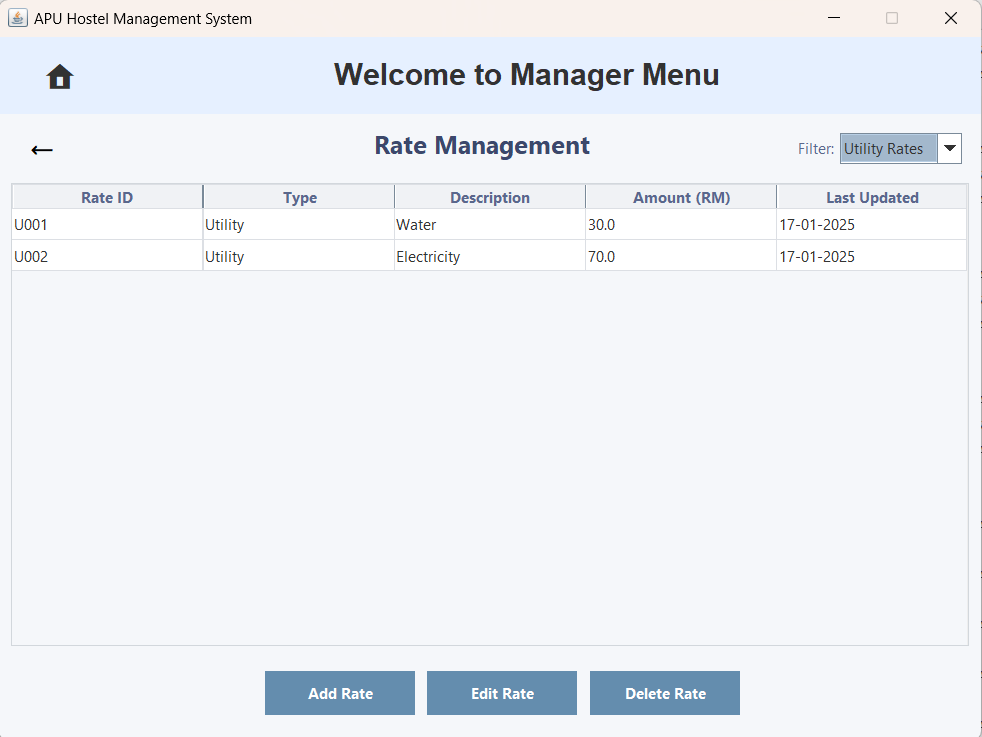 APU Hostel Management System
Welcome to Manager Menu
Rate Management
Filter: Utility Rates
Rate ID Type Description Amount (RM) Last Updated
U001 Utility Water 30.0 17-01-2025
U002 Utility Electricity 70.0 17-01-2025
Add Rate Edit Rate Delete Rate